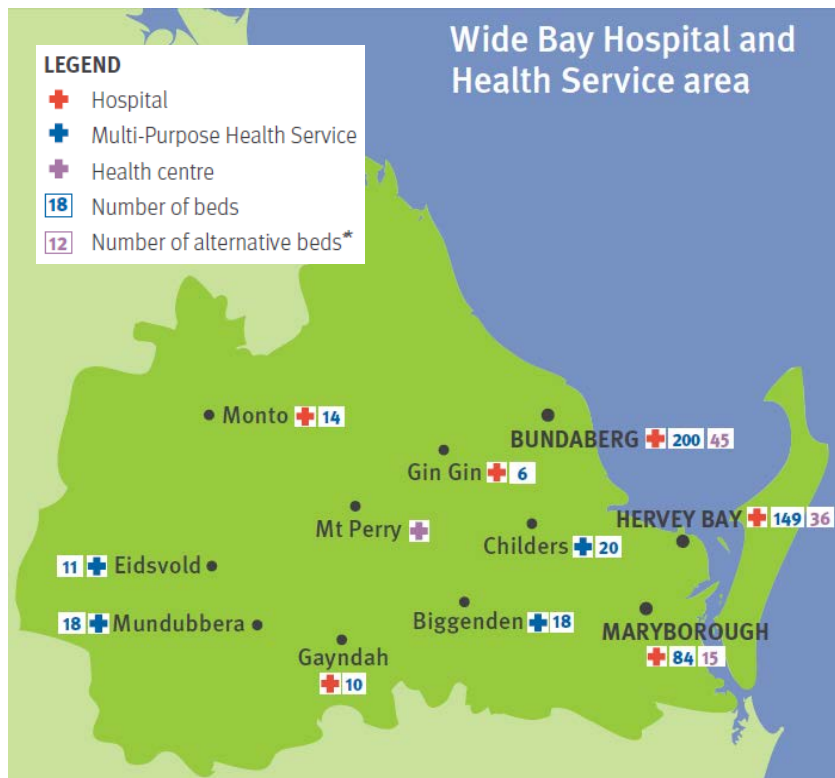 Wide Bay Hospital and
Health Service area
LEGEND
Hospital
Multi-Purpose Health Service
Health centre
18 Number of beds
12 Number of alternative beds*
Monto 14
BUNDABERG 200 45
Gin Gin 6
HERVEY BAY 149 36
Mt Perry
Childers 20
11 Eidsvold
Biggenden 18
18 Mundubbera
MARYBOROUGH
84 15
Gayndah
10